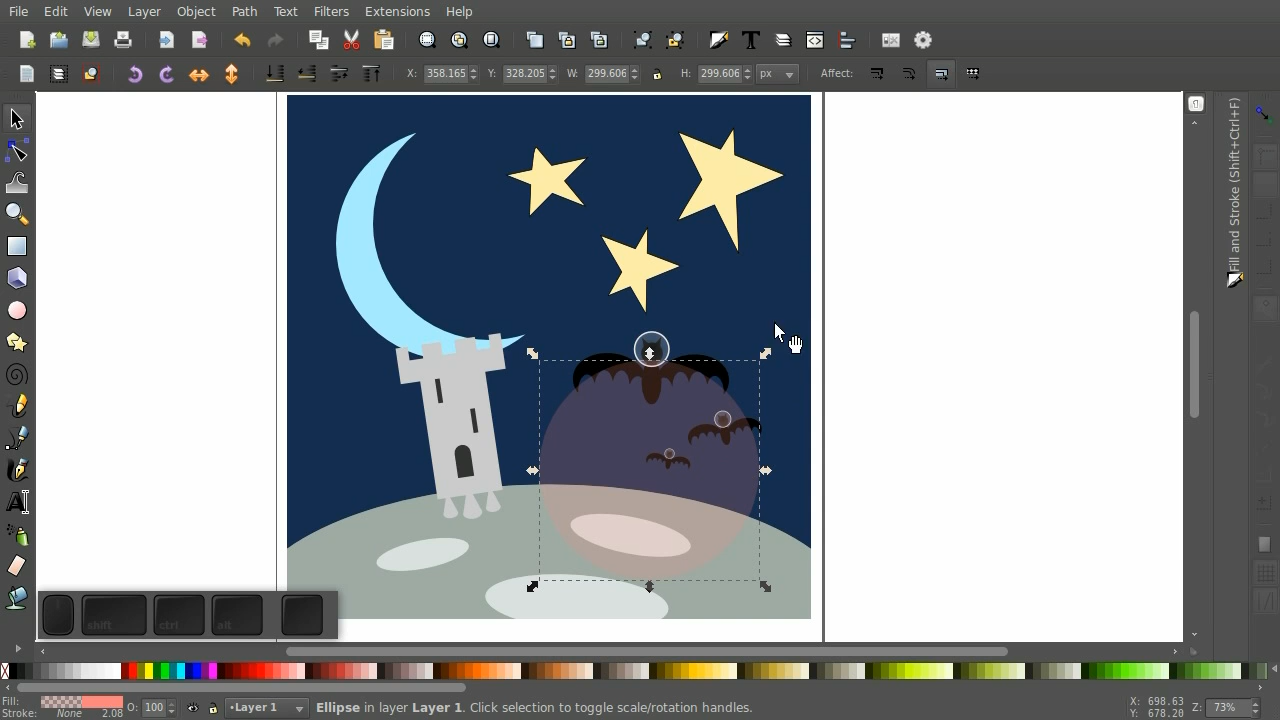 File Edit View Layer Object Path Text Filters Extensions Help
X: 358.165 Y: 328.205 W: 299.606 H: 299.606 px Affect:
Fill and Stroke (Shift+Ctrl+F)
shift ctrl alt
Fill: O: 100 •Layer 1 Ellipse in layer Layer 1. Click selection to toggle scale/rotation handles. X: 698.63 Z: 73%
Stroke: None 2.08 Y: 678.20